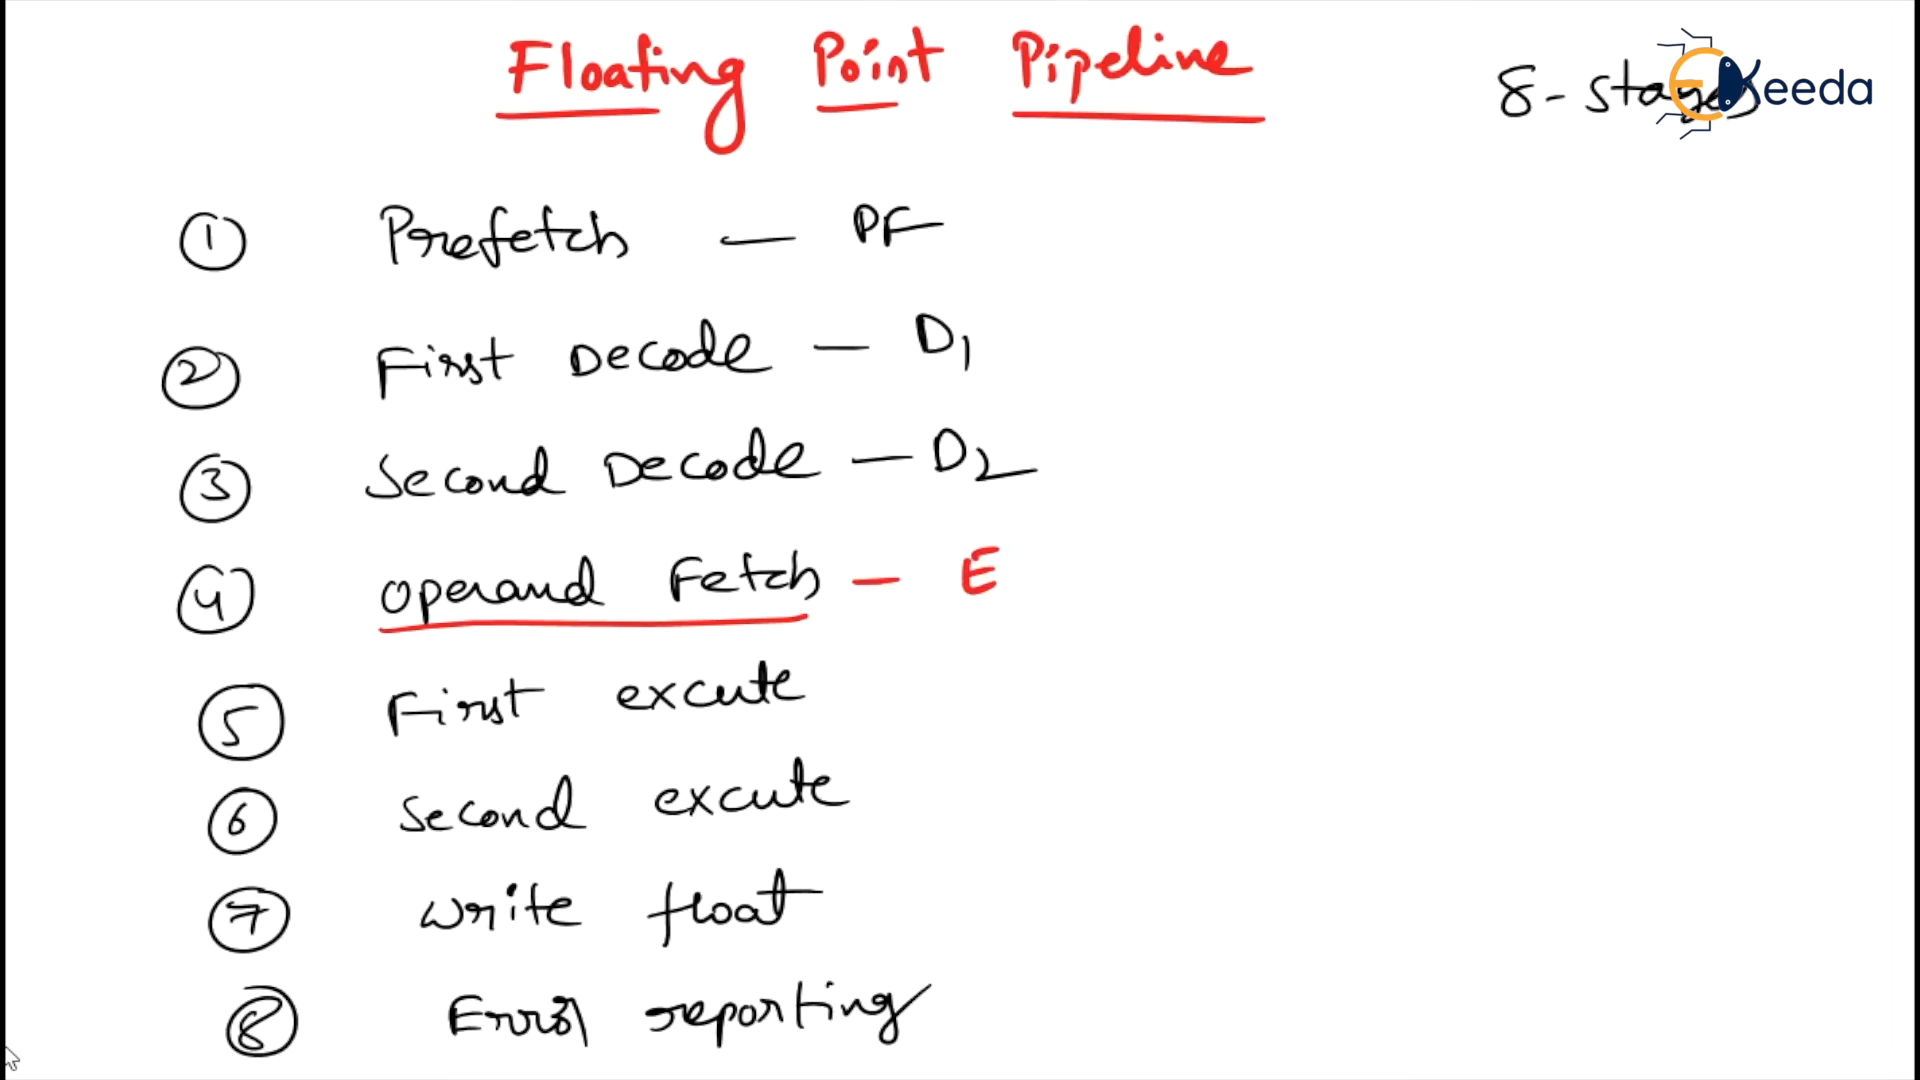 Floating Point Pipeline
8-stages
EKeeda
① Prefetch — PF
② First Decode — D1
③ Second Decode — D2
④ operand Fetch — E
⑤ First excute
⑥ Second excute
⑦ write float
⑧ Error reporting